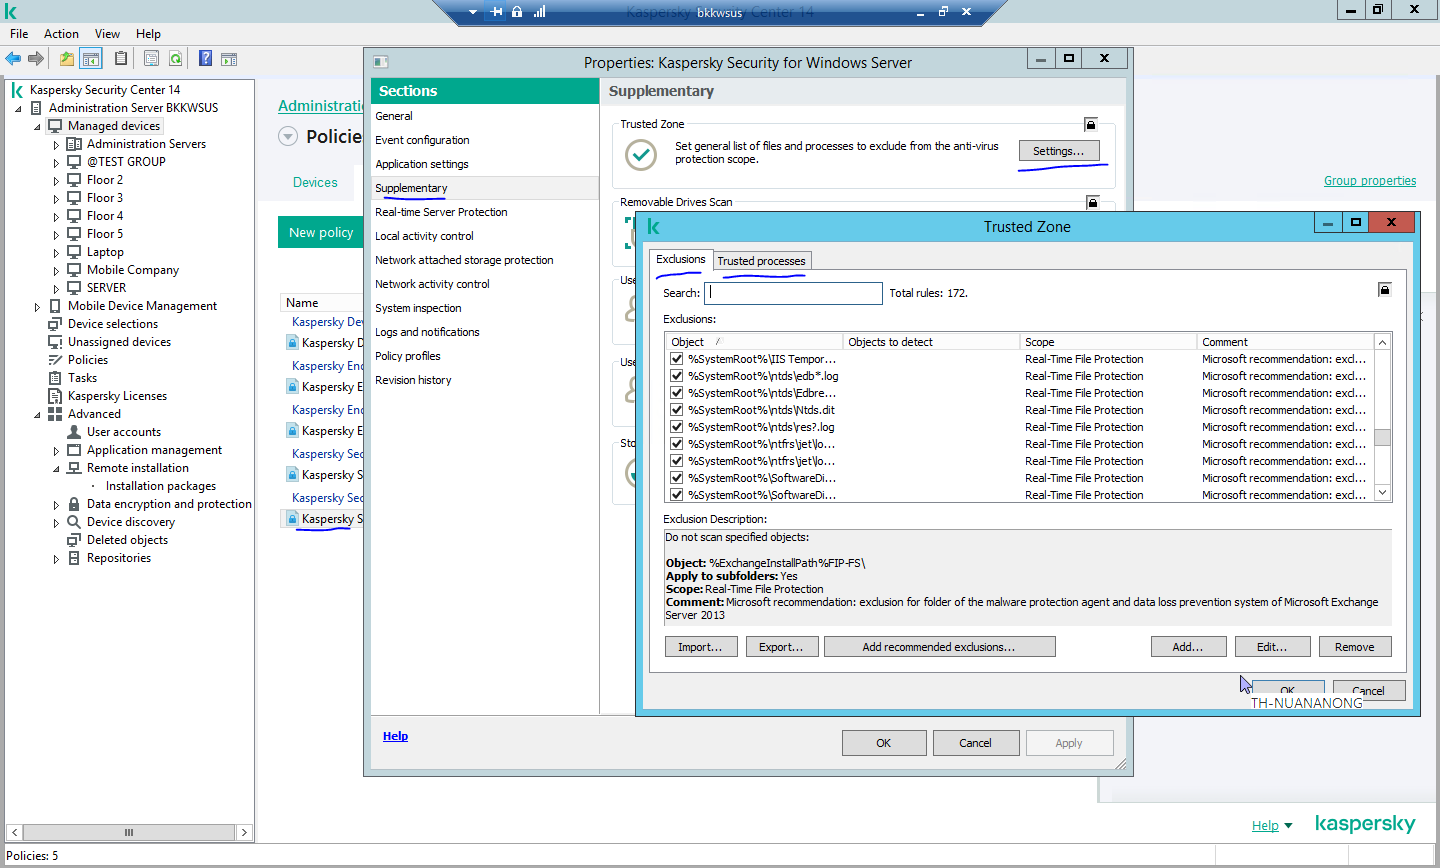 Kaspersky Security Center 14
bkkwsus
File Action View Help
Kaspersky Security Center 14
Administration Server BKKWSUS
Managed devices
Administration Servers
@TEST GROUP
Floor 2
Floor 3
Floor 4
Floor 5
Laptop
Mobile Company
SERVER
Mobile Device Management
Device selections
Unassigned devices
Policies
Tasks
Kaspersky Licenses
Advanced
User accounts
Application management
Remote installation
Installation packages
Data encryption and protection
Device discovery
Deleted objects
Repositories
Policies: 5
Administratio
Policie
Devices
New policy
Name
Kaspersky Dev
Kaspersky D
Kaspersky Enc
Kaspersky E
Kaspersky Enc
Kaspersky E
Kaspersky Sec
Kaspersky S
Kaspersky Sec
Kaspersky S
Group properties
Help
kaspersky
Properties: Kaspersky Security for Windows Server
Sections
General
Event configuration
Application settings
Supplementary
Real-time Server Protection
Local activity control
Network attached storage protection
Network activity control
System inspection
Logs and notifications
Policy profiles
Revision history
Supplementary
Trusted Zone
Set general list of files and processes to exclude from the anti-virus
protection scope.
Settings...
Removable Drives Scan
Use
Use
Sto
Help
OK Cancel Apply
Trusted Zone
Exclusions Trusted processes
Search: Total rules: 172.
Exclusions:
Object Objects to detect Scope Comment
%SystemRoot%\IIS Tempor... Real-Time File Protection Microsoft recommendation: excl...
%SystemRoot%\ntds\edb*.log Real-Time File Protection Microsoft recommendation: excl...
%SystemRoot%\ntds\Edbre... Real-Time File Protection Microsoft recommendation: excl...
%SystemRoot%\ntds\Ntds.dit Real-Time File Protection Microsoft recommendation: excl...
%SystemRoot%\ntds\res?.log Real-Time File Protection Microsoft recommendation: excl...
%SystemRoot%\ntfrs\jet\lo... Real-Time File Protection Microsoft recommendation: excl...
%SystemRoot%\ntfrs\jet\lo... Real-Time File Protection Microsoft recommendation: excl...
%SystemRoot%\SoftwareDi... Real-Time File Protection Microsoft recommendation: excl...
%SystemRoot%\SoftwareDi... Real-Time File Protection Microsoft recommendation: excl...
Exclusion Description:
Do not scan specified objects:
Object: %ExchangeInstallPath%FIP-FS\
Apply to subfolders: Yes
Scope: Real-Time File Protection
Comment: Microsoft recommendation: exclusion for folder of the malware protection agent and data loss prevention system of Microsoft Exchange
Server 2013
Import... Export... Add recommended exclusions... Add... Edit... Remove
OK Cancel
TH-NUANANONG